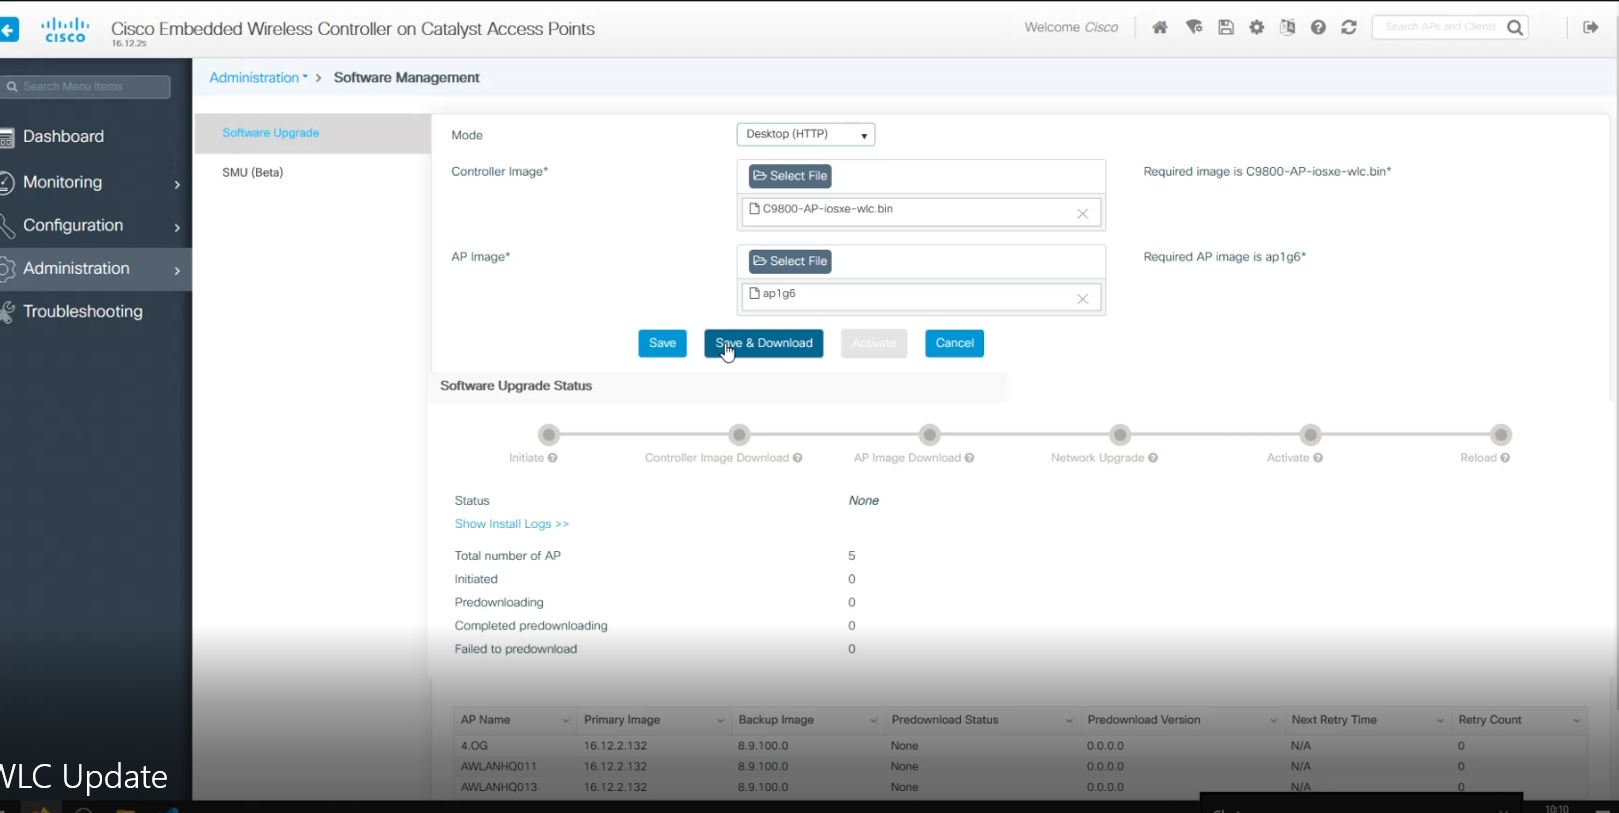 Cisco Embedded Wireless Controller on Catalyst Access Points
16.12.2s
cisco
Welcome Cisco
Search APs and Clients
Search Menu Items
Dashboard
Monitoring
Configuration
Administration
Troubleshooting
Administration > Software Management
Software Upgrade
SMU (Beta)
Mode
Desktop (HTTP)
Controller Image*
Select File
Required image is C9800-AP-iosxe-wlc.bin*
C9800-AP-iosxe-wlc.bin
AP Image*
Select File
Required AP image is ap1g6*
ap1g6
Save Save & Download Activate Cancel
Software Upgrade Status
Initiate Controller Image Download AP Image Download Network Upgrade Activate Reload
Status None
Show Install Logs >>
Total number of AP 5
Initiated 0
Predownloading 0
Completed predownloading 0
Failed to predownload 0
AP Name Primary Image Backup Image Predownload Status Predownload Version Next Retry Time Retry Count
4.OG 16.12.2.132 8.9.100.0 None 0.0.0.0 N/A 0
AWLANHQ011 16.12.2.132 8.9.100.0 None 0.0.0.0 N/A 0
AWLANHQ013 16.12.2.132 8.9.100.0 None 0.0.0.0 N/A 0
WLC Update
10:10